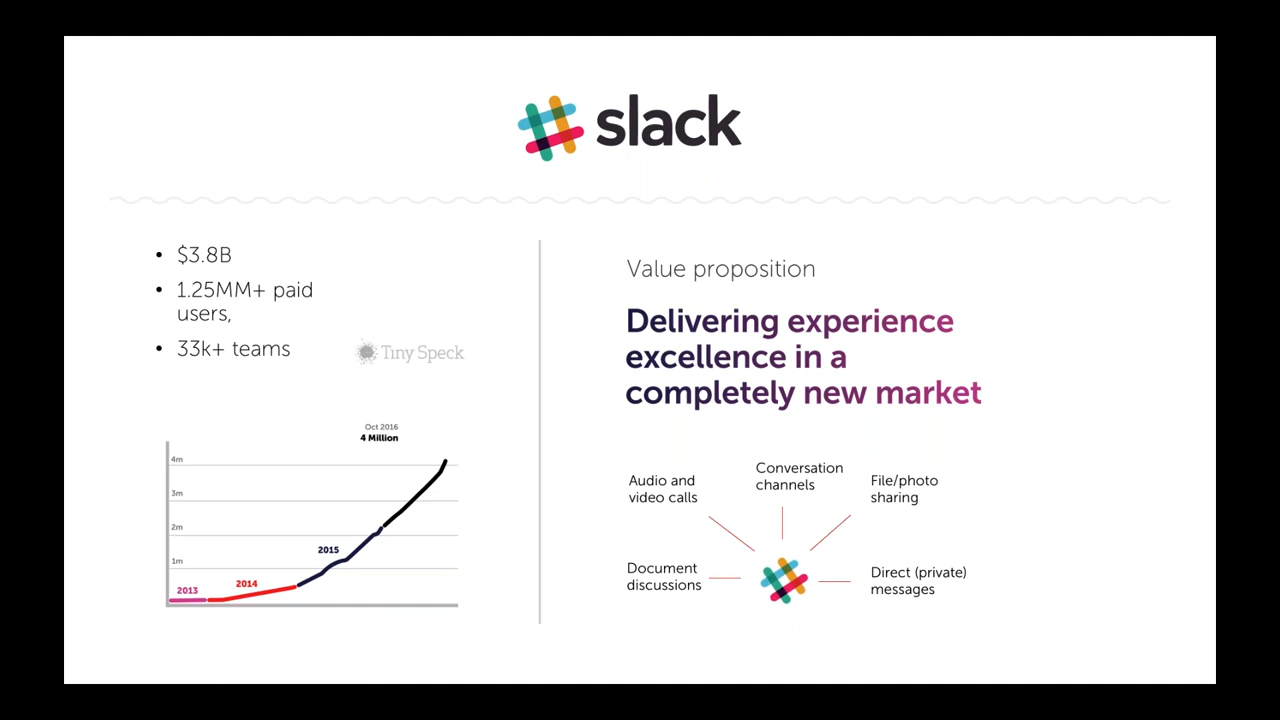 slack
• $3.8B
• 1.25MM+ paid
users,
• 33k+ teams
Tiny Speck
Oct 2016
4 Million
4m
3m
2m
1m
2013
2014
2015
Value proposition
Delivering experience
excellence in a
completely new market
Audio and
video calls
Conversation
channels
File/photo
sharing
Document
discussions
Direct (private)
messages